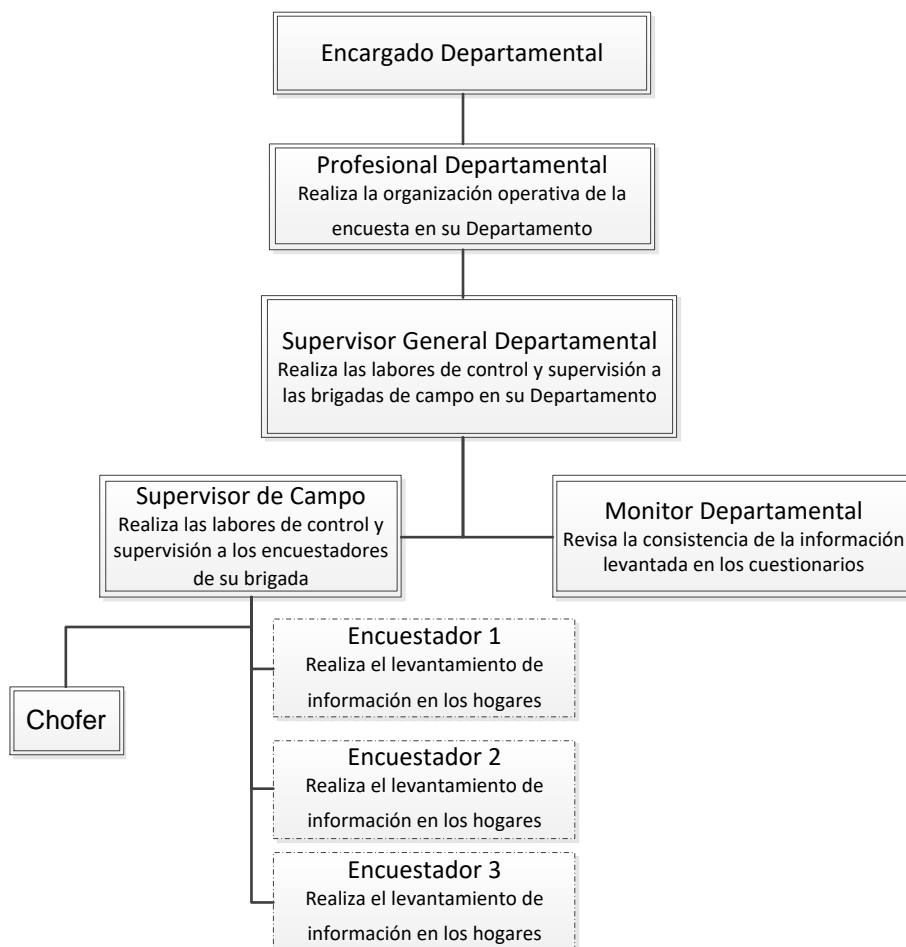 Encargado Departamental
Profesional Departamental
Realiza la organización operativa de la
encuesta en su Departamento
Supervisor General Departamental
Realiza las labores de control y supervisión a
las brigadas de campo en su Departamento
Supervisor de Campo
Realiza las labores de control y
supervisión a los encuestadores
de su brigada
Monitor Departamental
Revisa la consistencia de la información
levantada en los cuestionarios
Chofer
Encuestador 1
Realiza el levantamiento de
información en los hogares
Encuestador 2
Realiza el levantamiento de
información en los hogares
Encuestador 3
Realiza el levantamiento de
información en los hogares